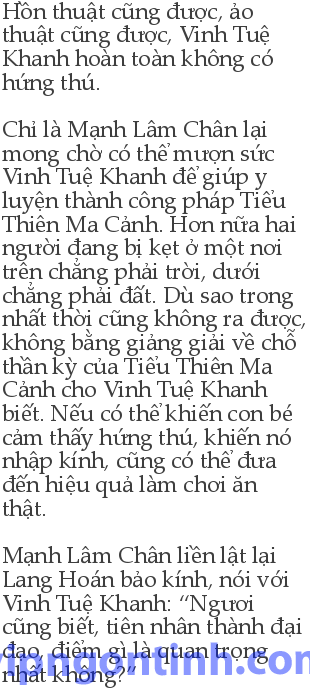 Hồn thuật cũng được, ảo
thuật cũng được, Vinh Tuệ
Khanh hoàn toàn không có
hứng thú.
Chỉ là Mạnh Lâm Chân lại
mong chờ có thể mượn sức
Vinh Tuệ Khanh để giúp y
luyện thành công pháp Tiểu
Thiên Ma Cảnh. Hơn nữa hai
người đang bị kẹt ở một nơi
trên chẳng phải trời, dưới
chẳng phải đất. Dù sao trong
nhất thời cũng không ra được,
không bằng giảng giải về chỗ
thần kỳ của Tiểu Thiên Ma
Cảnh cho Vinh Tuệ Khanh
biết. Nếu có thể khiến con bé
cảm thấy hứng thú, khiến nó
nhập kính, cũng có thể đưa
đến hiệu quả làm chơi ăn
thật.
Mạnh Lâm Chân liền lật lại
Lang Hoán bảo kính, nói với
Vinh Tuệ Khanh: “Ngươi
cũng biết, tiên nhân thành đại
đạo, điểm gì là quan trọng
nhất không?”
vpngontinh.com